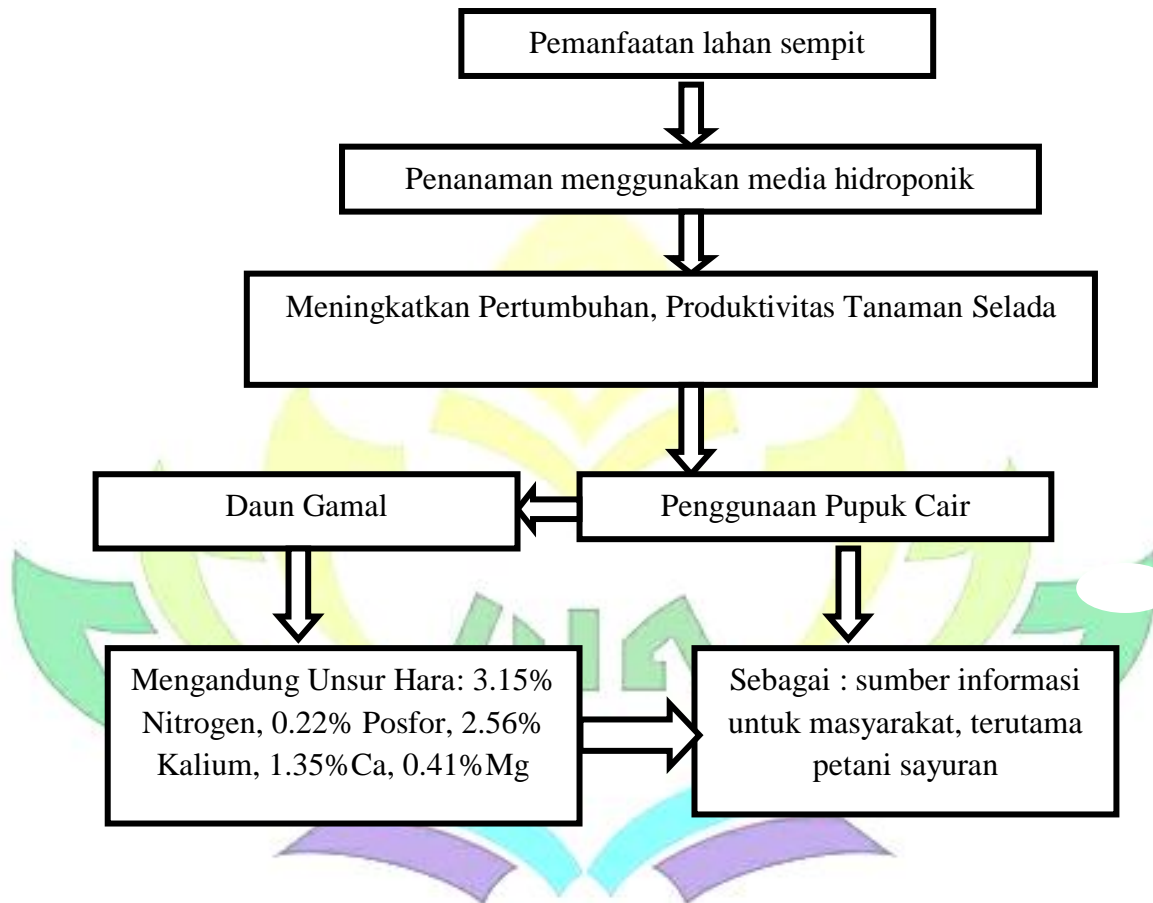 Pemanfaatan lahan sempit
Penanaman menggunakan media hidroponik
Meningkatkan Pertumbuhan, Produktivitas Tanaman Selada
Daun Gamal
Penggunaan Pupuk Cair
Mengandung Unsur Hara: 3.15%
Nitrogen, 0.22% Posfor, 2.56%
Kalium, 1.35%Ca, 0.41%Mg
Sebagai : sumber informasi
untuk masyarakat, terutama
petani sayuran